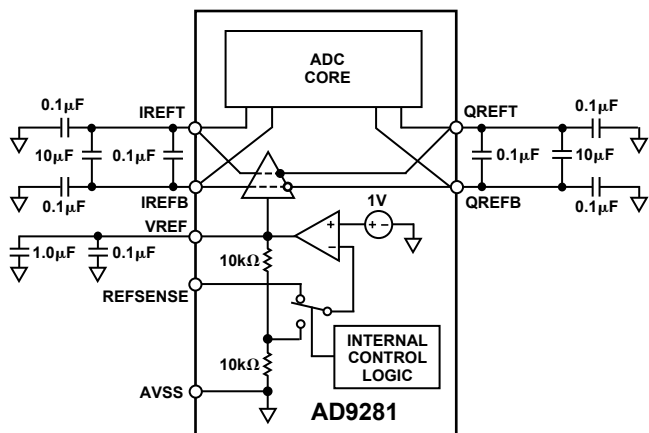 ADC
CORE
0.1µF
IREFT
QREFT
0.1µF
10µF
0.1µF
0.1µF
10µF
IREFB
QREFB
0.1µF
0.1µF
1V
VREF
+
+ –
–
1.0µF
0.1µF
10kΩ
REFSENSE
INTERNAL
CONTROL
LOGIC
10kΩ
AVSS
AD9281